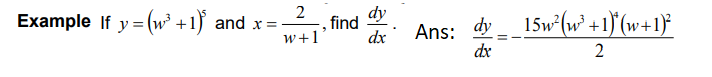 Example If y = (w³ + 1)⁵ and x = 2/(w+1), find dy/dx. Ans: dy/dx = −15w²(w³+1)⁴(w+1)²/2